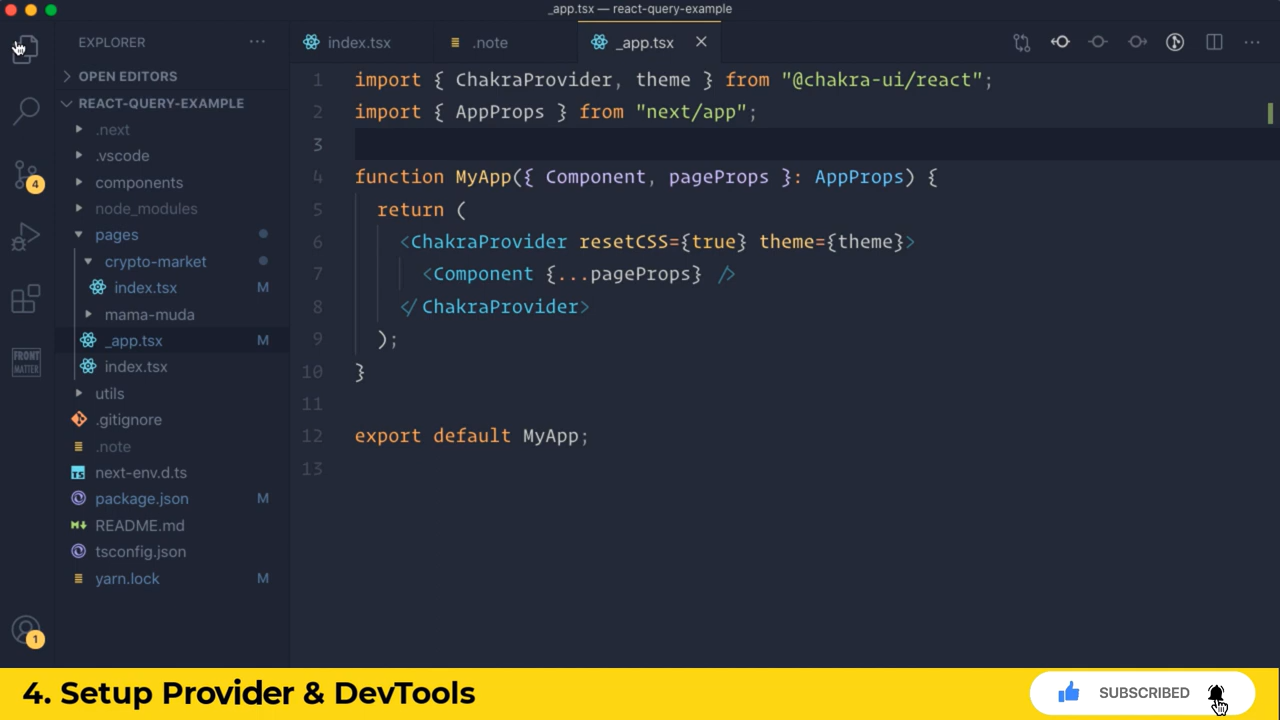 _app.tsx — react-query-example
EXPLORER
OPEN EDITORS
REACT-QUERY-EXAMPLE
.next
.vscode
components
node_modules
pages
crypto-market
index.tsx M
mama-muda
_app.tsx M
index.tsx
utils
.gitignore
.note
next-env.d.ts
package.json M
README.md
tsconfig.json
yarn.lock M
4
FRONT
MATTER
1
index.tsx
.note
_app.tsx
1 import { ChakraProvider, theme } from "@chakra-ui/react";
2 import { AppProps } from "next/app";
3
4 function MyApp({ Component, pageProps }: AppProps) {
5 return (
6 <ChakraProvider resetCSS={true} theme={theme}>
7 <Component {...pageProps} />
8 </ChakraProvider>
9 );
10 }
11
12 export default MyApp;
13
4. Setup Provider & DevTools
SUBSCRIBED